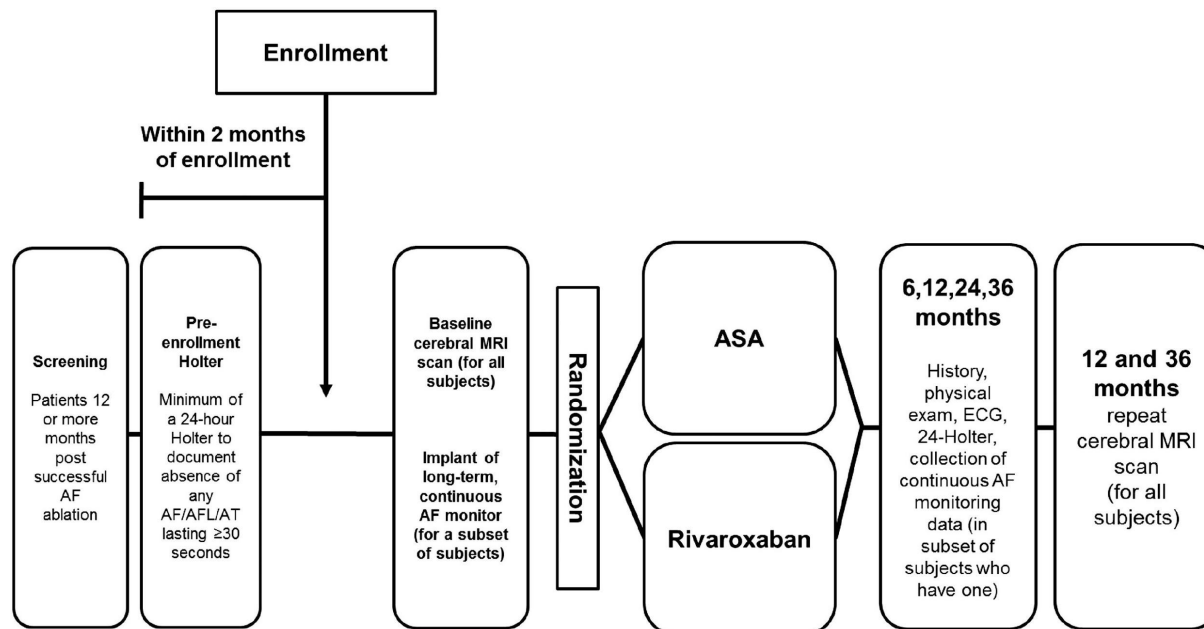 Enrollment
Within 2 months
of enrollment
Screening
Patients 12
or more
months
post
successful
AF
ablation
Pre-
enrollment
Holter
Minimum of
a 24-hour
Holter to
document
absence of
any
AF/AFL/AT
lasting ≥30
seconds
Baseline
cerebral MRI
scan (for all
subjects)
Implant of
long-term,
continuous
AF monitor
(for a subset
of subjects)
Randomization
ASA
Rivaroxaban
6,12,24,36
months
History,
physical
exam, ECG,
24-Holter,
collection of
continuous AF
monitoring
data (in
subset of
subjects who
have one)
12 and 36
months
repeat
cerebral MRI
scan
(for all
subjects)